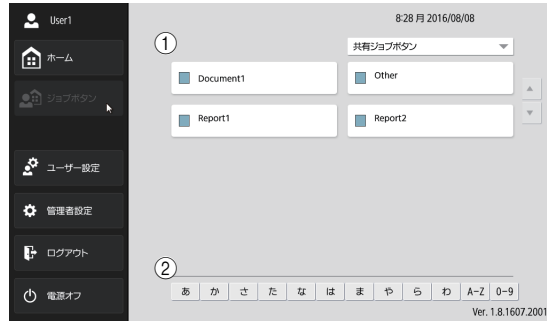 User1
8:28 月 2016/08/08
ホーム
ジョブボタン
ユーザー設定
管理者設定
ログアウト
電源オフ
①
共有ジョブボタン
Document1
Other
Report1
Report2
②
あ か さ た な は ま や ら わ A-Z 0-9
Ver. 1.8.1607.2001